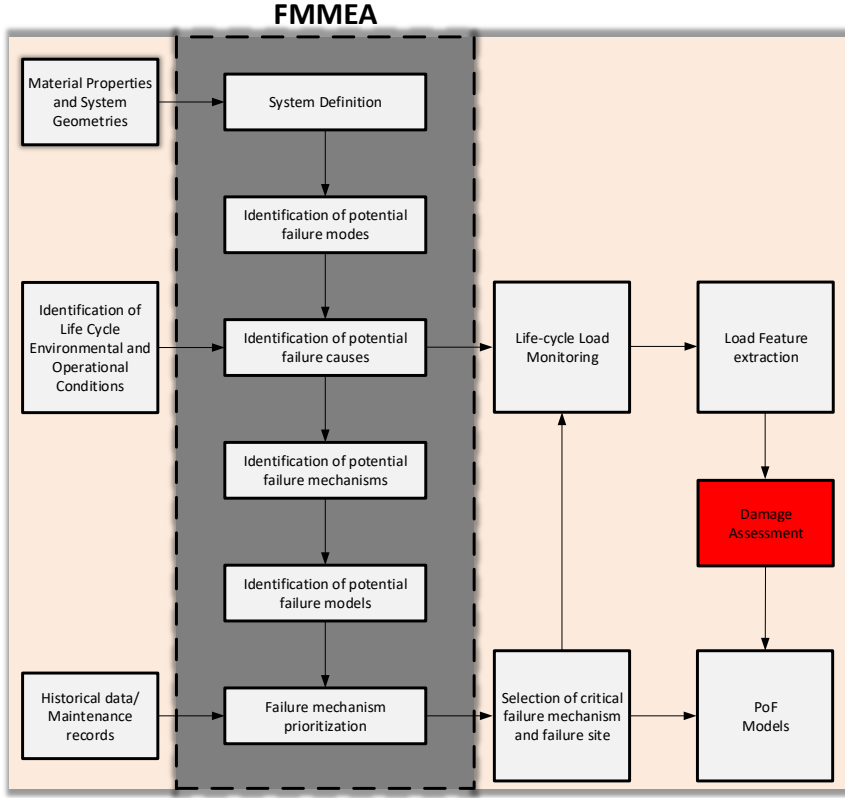 FMMEA
Material Properties
and System
Geometries
System Definition
Identification of potential
failure modes
Identification of
Life Cycle
Environmental and
Operational
Conditions
Identification of potential
failure causes
Life-cycle Load
Monitoring
Load Feature
extraction
Identification of potential
failure mechanisms
Damage
Assessment
Identification of potential
failure models
Historical data/
Maintenance
records
Failure mechanism
prioritization
Selection of critical
failure mechanism
and failure site
PoF
Models